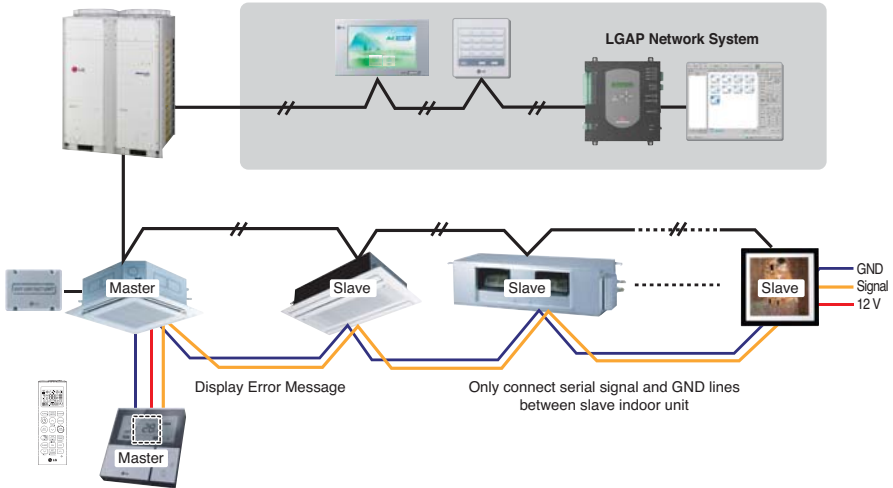 LGAP Network System
Master
Slave
Slave
Slave
GND
Signal
12 V
Display Error Message
Only connect serial signal and GND lines
between slave indoor unit
Master